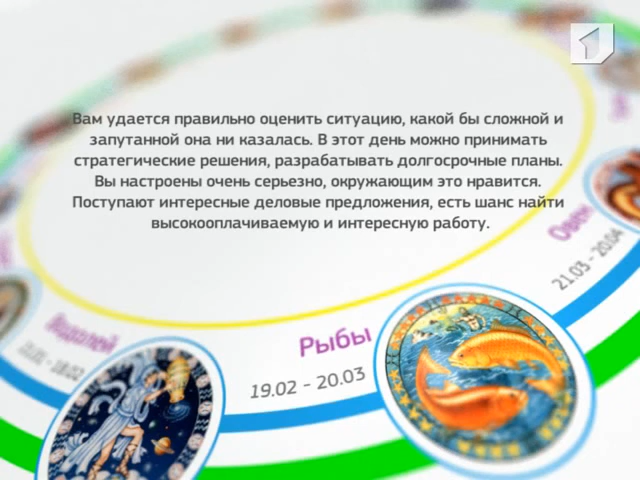 Вам удается правильно оценить ситуацию, какой бы сложной и
запутанной она ни казалась. В этот день можно принимать
стратегические решения, разрабатывать долгосрочные планы.
Вы настроены очень серьезно, окружающим это нравится.
Поступают интересные деловые предложения, есть шанс найти
высокооплачиваемую и интересную работу.
Овен
21.03 - 20.04
Рыбы
19.02 - 20.03
Водолей